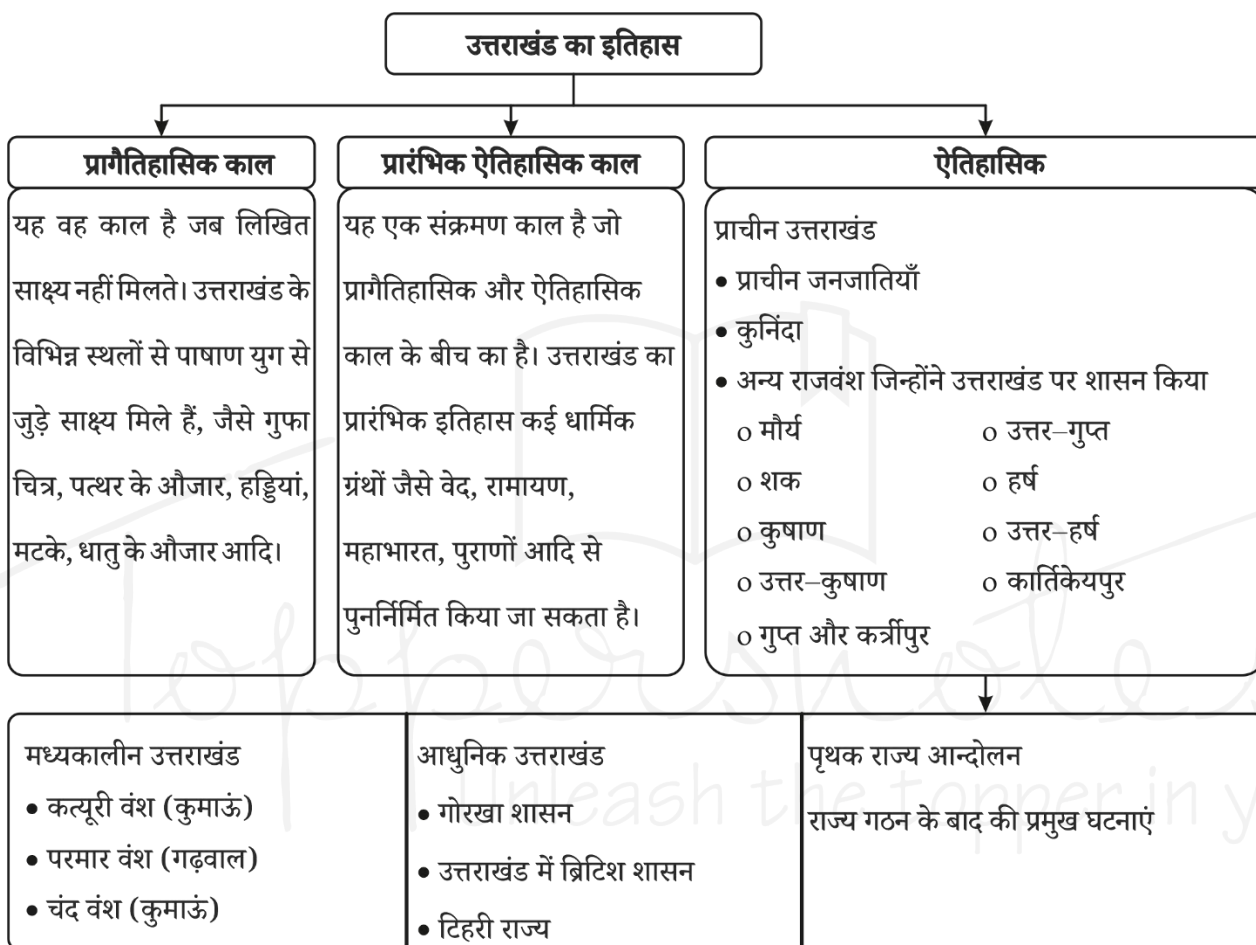 उत्तराखंड का इतिहास
प्रागैतिहासिक काल
यह वह काल है जब लिखित
साक्ष्य नहीं मिलते। उत्तराखंड के
विभिन्न स्थलों से पाषाण युग से
जुड़े साक्ष्य मिले हैं, जैसे गुफा
चित्र, पत्थर के औजार, हड्डियां,
मटके, धातु के औजार आदि।
प्रारंभिक ऐतिहासिक काल
यह एक संक्रमण काल है जो
प्रागैतिहासिक और ऐतिहासिक
काल के बीच का है। उत्तराखंड का
प्रारंभिक इतिहास कई धार्मिक
ग्रंथों जैसे वेद, रामायण,
महाभारत, पुराणों आदि से
पुनर्निर्मित किया जा सकता है।
ऐतिहासिक
प्राचीन उत्तराखंड
• प्राचीन जनजातियाँ
• कुनिंदा
• अन्य राजवंश जिन्होंने उत्तराखंड पर शासन किया
o मौर्य o उत्तर–गुप्त
o शक o हर्ष
o कुषाण o उत्तर–हर्ष
o उत्तर–कुषाण o कार्तिकेयपुर
o गुप्त और कर्त्रीपुर
मध्यकालीन उत्तराखंड
• कत्यूरी वंश (कुमाऊं)
• परमार वंश (गढ़वाल)
• चंद वंश (कुमाऊं)
आधुनिक उत्तराखंड
• गोरखा शासन
• उत्तराखंड में ब्रिटिश शासन
• टिहरी राज्य
पृथक राज्य आन्दोलन
राज्य गठन के बाद की प्रमुख घटनाएं
Toppersnotes
Unleash the topper in y